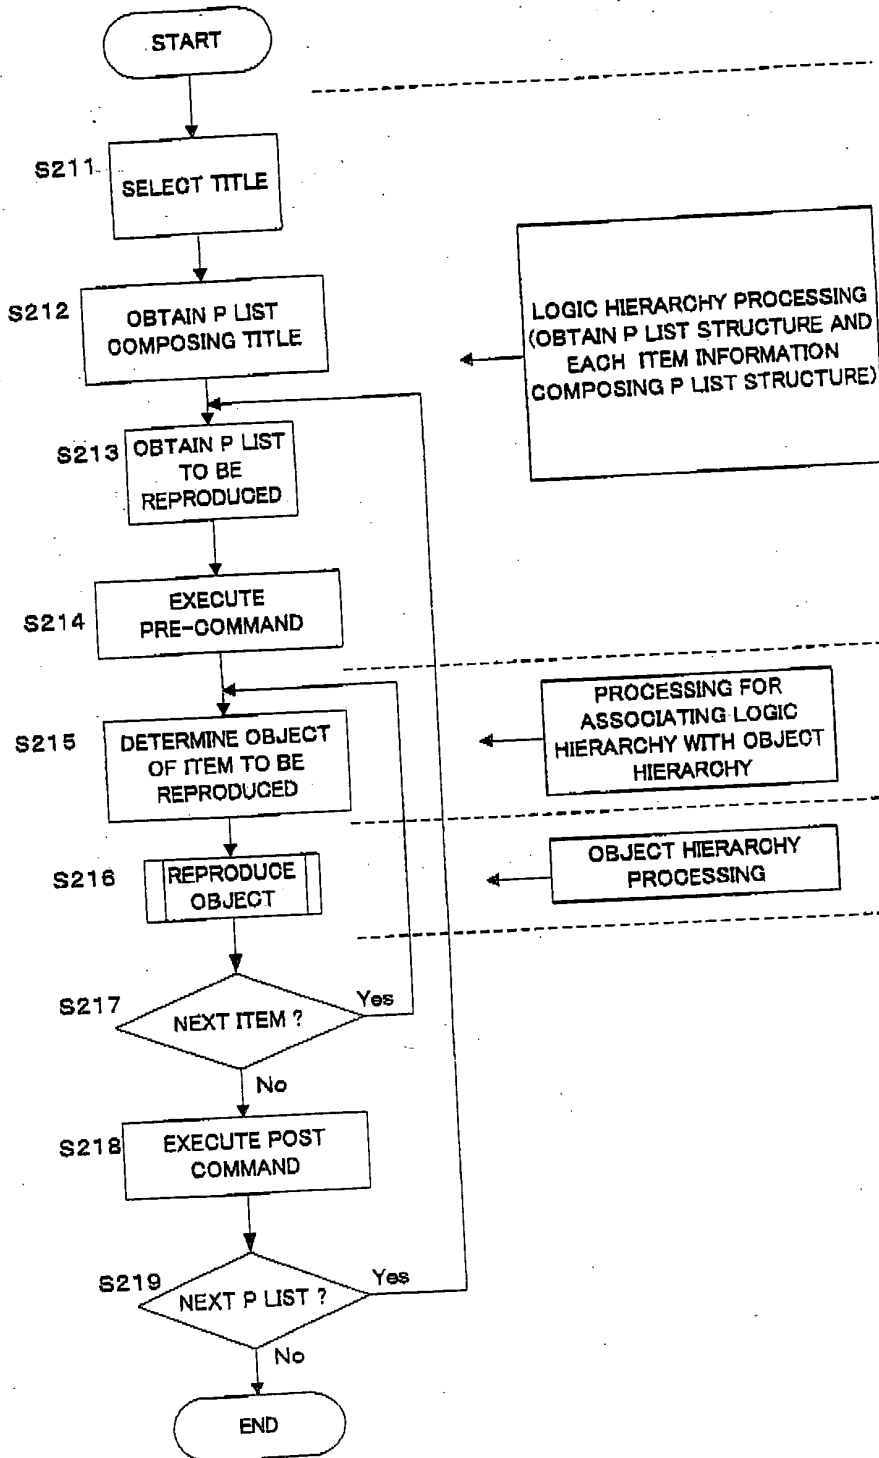 START
S211
SELECT TITLE
S212
OBTAIN P LIST
COMPOSING TITLE
LOGIC HIERARCHY PROCESSING
(OBTAIN P LIST STRUCTURE AND
EACH ITEM INFORMATION
COMPOSING P LIST STRUCTURE)
S213
OBTAIN P LIST
TO BE
REPRODUCED
S214
EXECUTE
PRE-COMMAND
S215
DETERMINE OBJECT
OF ITEM TO BE
REPRODUCED
PROCESSING FOR
ASSOCIATING LOGIC
HIERARCHY WITH OBJECT
HIERARCHY
S216
REPRODUCE
OBJECT
OBJECT HIERARCHY
PROCESSING
S217
NEXT ITEM ?
Yes
No
S218
EXECUTE POST
COMMAND
S219
NEXT P LIST ?
Yes
No
END